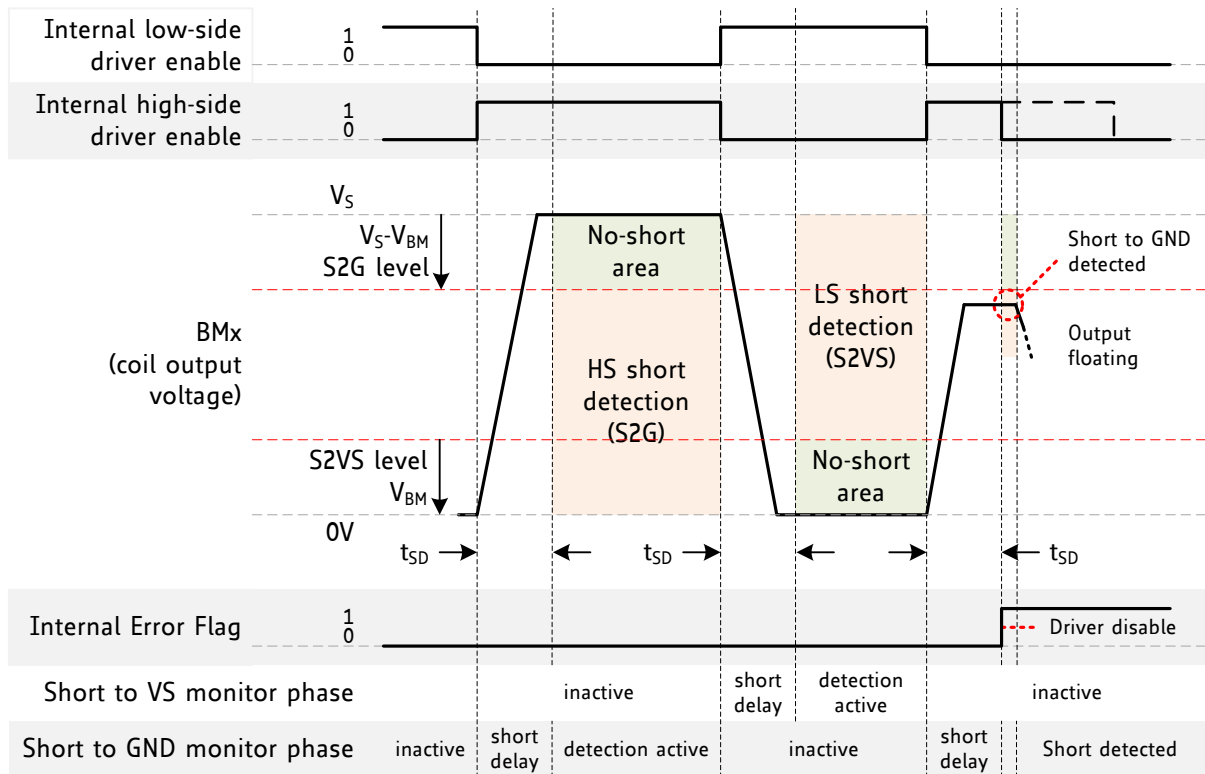 Internal low-side
driver enable
1
0
Internal high-side
driver enable
1
0
VS
VS-VBM
S2G level
No-short
area
Short to GND
detected
BMx
(coil output
voltage)
HS short
detection
(S2G)
LS short
detection
(S2VS)
Output
floating
S2VS level
VBM
No-short
area
0V
tSD
tSD
tSD
Internal Error Flag
1
0
Driver disable
Short to VS monitor phase
inactive
short
delay
detection
active
inactive
Short to GND monitor phase
inactive
short
delay
detection active
inactive
short
delay
Short detected